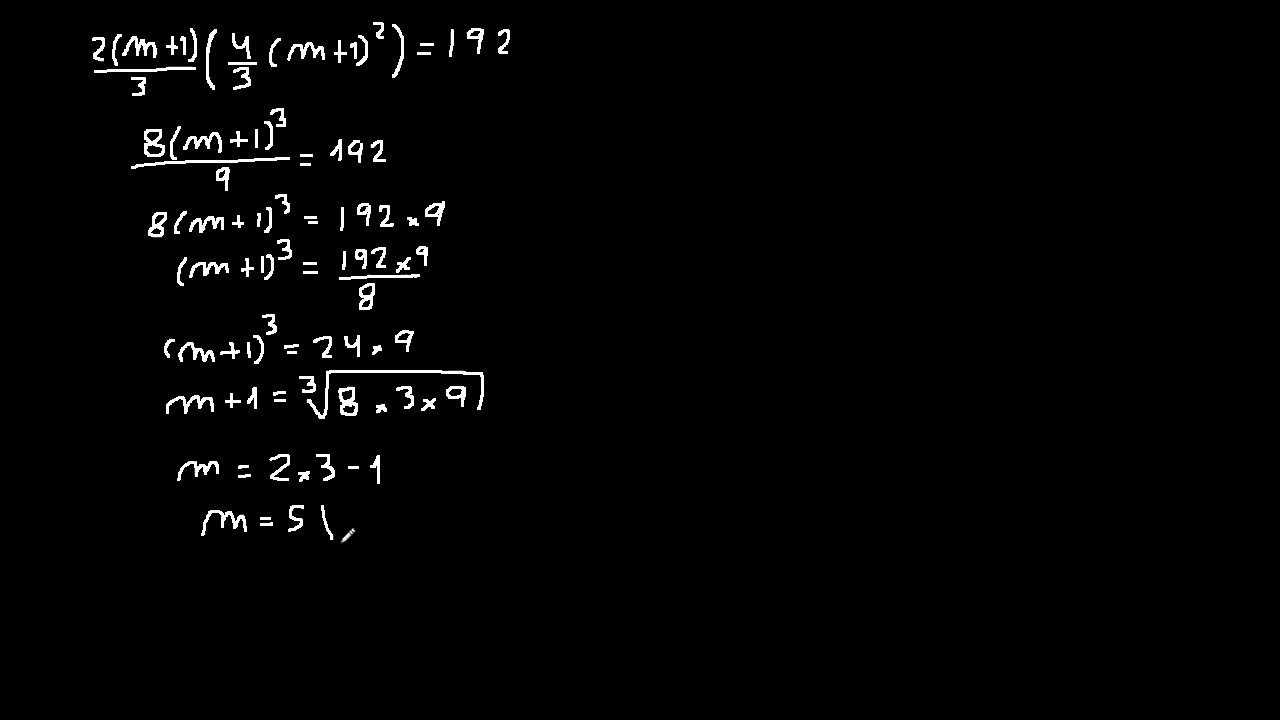 2(m+1)/3 (4/3 (m+1)²) = 192
8(m+1)³/9 = 192
8(m+1)³ = 192 × 9
(m+1)³ = 192 × 9/8
(m+1)³ = 24 × 9
m+1 = ∛(8 × 3 × 9)
m = 2 × 3 - 1
m = 5 \